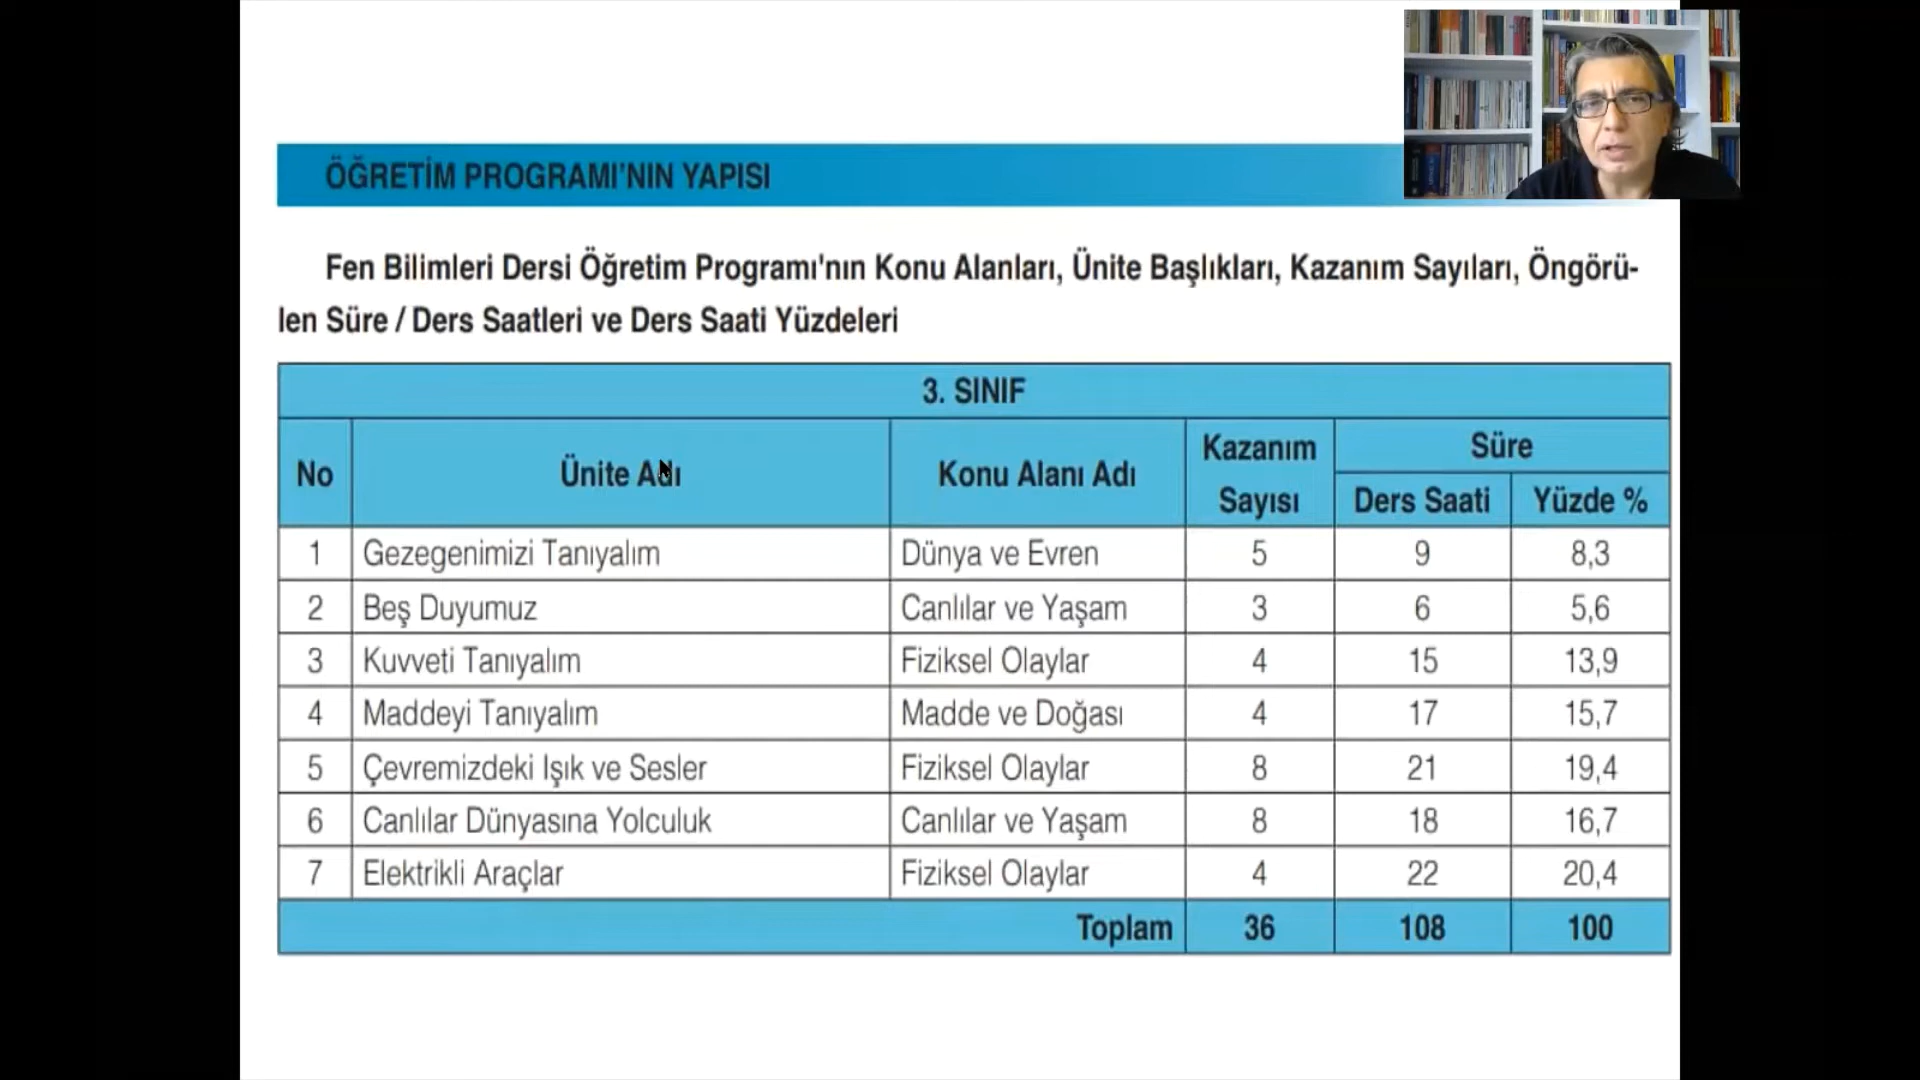 ÖĞRETİM PROGRAMI'NIN YAPISI
Fen Bilimleri Dersi Öğretim Programı'nın Konu Alanları, Ünite Başlıkları, Kazanım Sayıları, Öngörü-
len Süre / Ders Saatleri ve Ders Saati Yüzdeleri
3. SINIF
No Ünite Adı Konu Alanı Adı Kazanım Sayısı Süre
Ders Saati Yüzde %
1 Gezegenimizi Tanıyalım Dünya ve Evren 5 9 8,3
2 Beş Duyumuz Canlılar ve Yaşam 3 6 5,6
3 Kuvveti Tanıyalım Fiziksel Olaylar 4 15 13,9
4 Maddeyi Tanıyalım Madde ve Doğası 4 17 15,7
5 Çevremizdeki Işık ve Sesler Fiziksel Olaylar 8 21 19,4
6 Canlılar Dünyasına Yolculuk Canlılar ve Yaşam 8 18 16,7
7 Elektrikli Araçlar Fiziksel Olaylar 4 22 20,4
Toplam 36 108 100